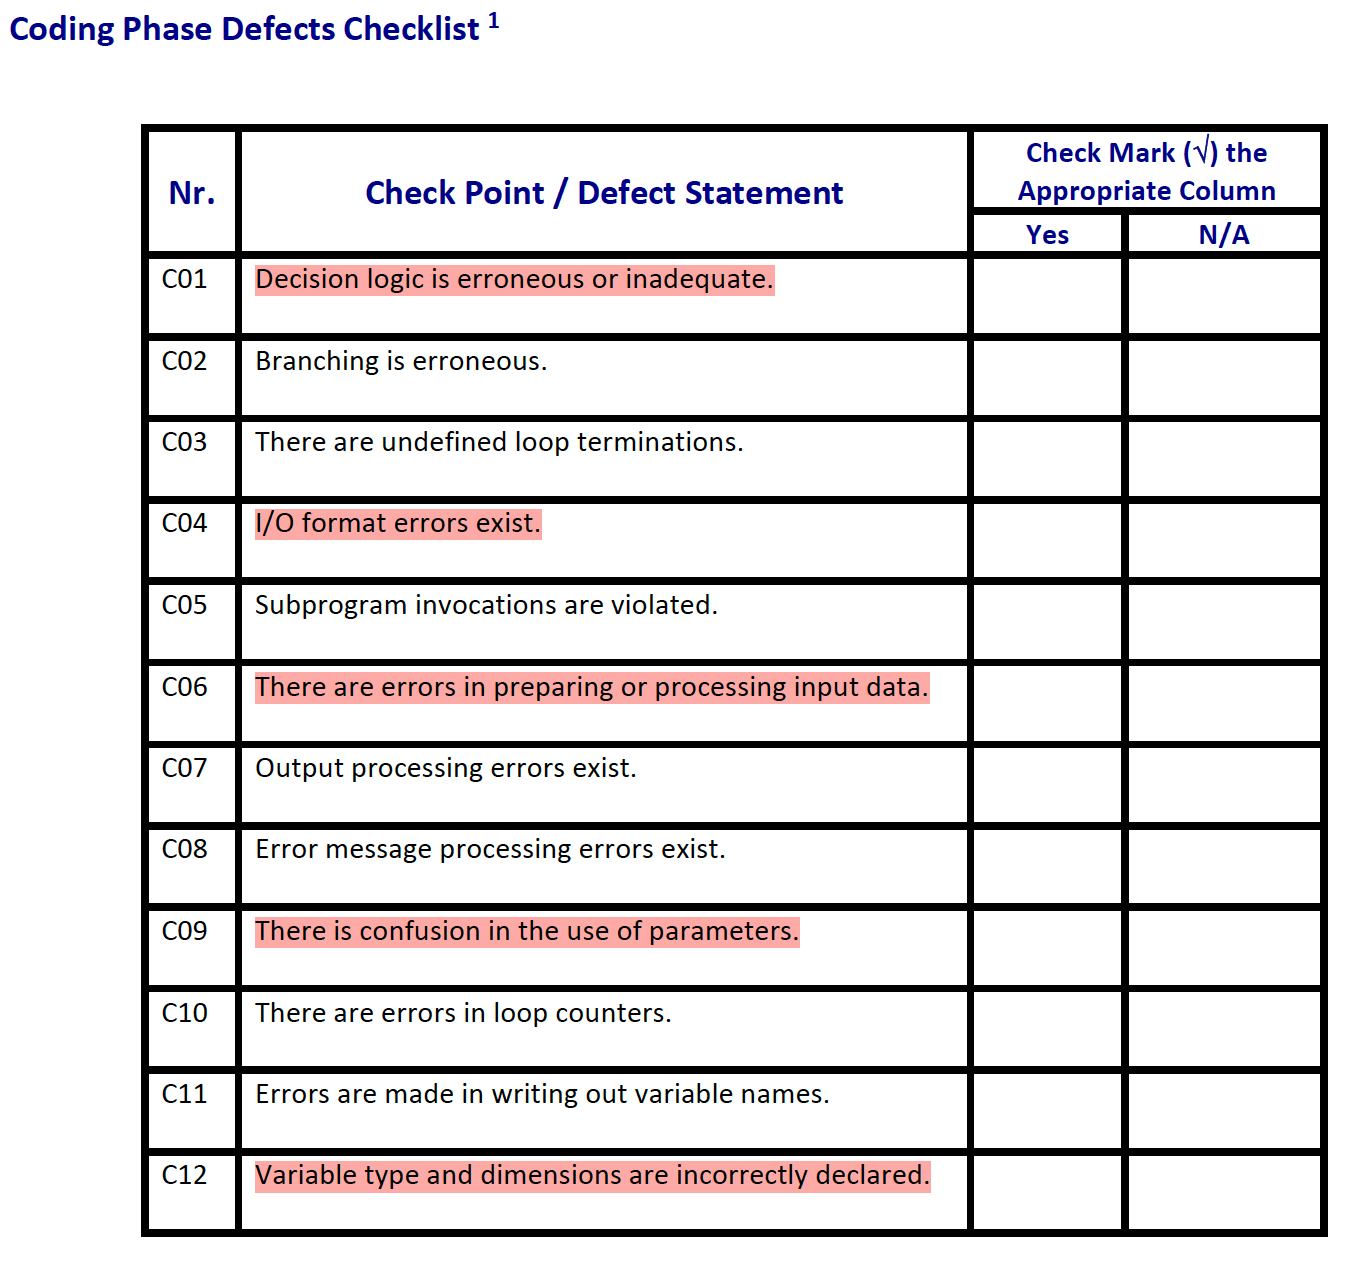 Coding Phase Defects Checklist 1
Nr.
Check Point / Defect Statement
Check Mark (√) the
Appropriate Column
Yes
N/A
C01
Decision logic is erroneous or inadequate.
C02
Branching is erroneous.
C03
There are undefined loop terminations.
C04
I/O format errors exist.
C05
Subprogram invocations are violated.
C06
There are errors in preparing or processing input data.
C07
Output processing errors exist.
C08
Error message processing errors exist.
C09
There is confusion in the use of parameters.
C10
There are errors in loop counters.
C11
Errors are made in writing out variable names.
C12
Variable type and dimensions are incorrectly declared.